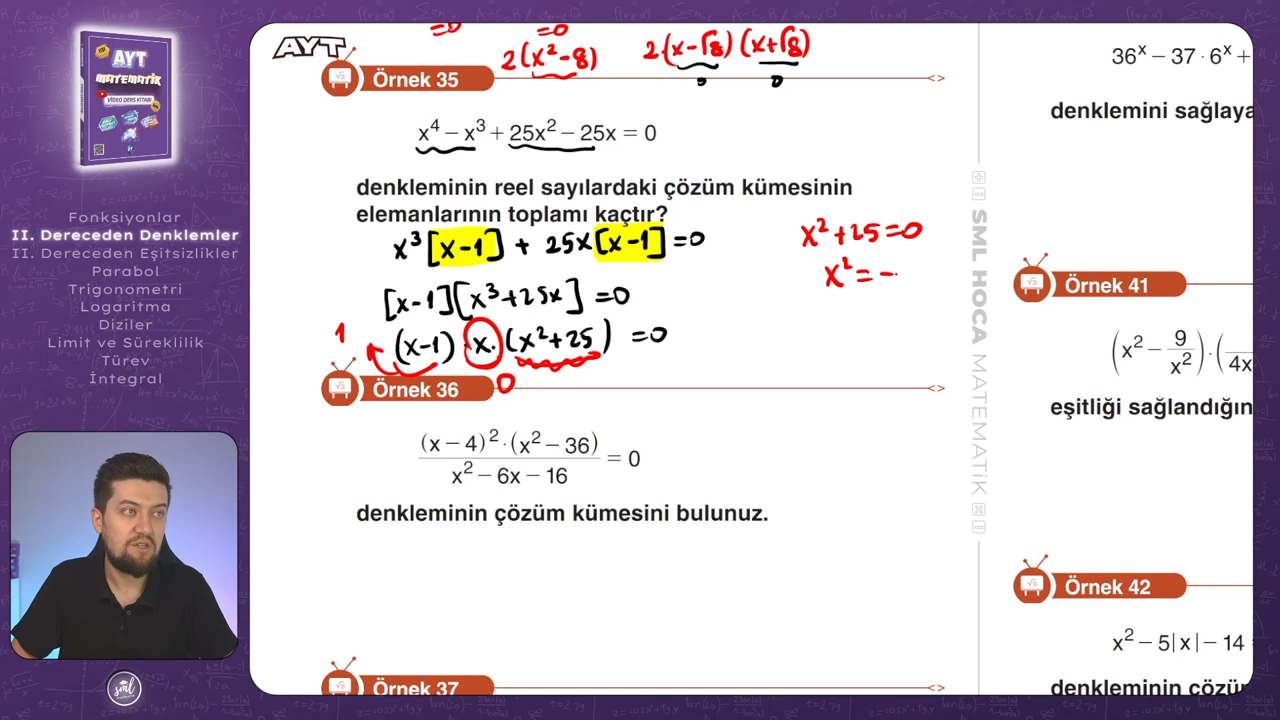 AYT
AYT
MATEMATİK
VİDEO DERS KİTABI
Fonksiyonlar
II. Dereceden Denklemler
II. Dereceden Eşitsizlikler
Parabol
Trigonometri
Logaritma
Diziler
Limit ve Süreklilik
Türev
İntegral
sml
=0
=0
2(x²-8)
2(x-√8)(x+√8)
0
0
Örnek 35
x⁴ − x³ + 25x² − 25x = 0
denkleminin reel sayılardaki çözüm kümesinin
elemanlarının toplamı kaçtır?
x³[x-1] + 25x[x-1] =0
[x-1][x³+25x] =0
1
(x-1) · x · (x²+25) =0
0
x²+25=0
x²=-
Örnek 36
(x − 4)² · (x² − 36)
x² − 6x − 16
= 0
denkleminin çözüm kümesini bulunuz.
Örnek 37
SML HOCA MATEMATİK
36ˣ − 37 · 6ˣ +
denklemini sağlaya
Örnek 41
(x² − 9/x²) · (
4x
eşitliği sağlandığın
Örnek 42
x² − 5|x| − 14
denkleminin çözü